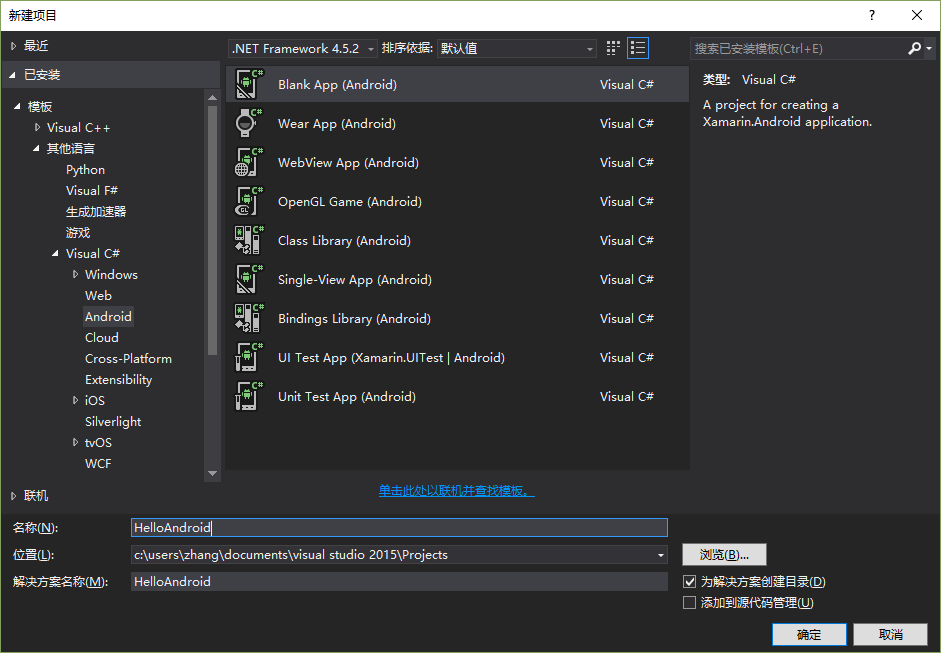 新建项目
?
最近
.NET Framework 4.5.2
排序依据:
默认值
搜索已安装模板(Ctrl+E)
已安装
模板
Visual C++
其他语言
Python
Visual F#
生成加速器
游戏
Visual C#
Windows
Web
Android
Cloud
Cross-Platform
Extensibility
iOS
Silverlight
tvOS
WCF
联机
Blank App (Android) Visual C#
Wear App (Android) Visual C#
WebView App (Android) Visual C#
OpenGL Game (Android) Visual C#
Class Library (Android) Visual C#
Single-View App (Android) Visual C#
Bindings Library (Android) Visual C#
UI Test App (Xamarin.UITest | Android) Visual C#
Unit Test App (Android) Visual C#
单击此处以联机并查找模板。
类型: Visual C#
A project for creating a
Xamarin.Android application.
名称(N): HelloAndroid
位置(L): c:\users\zhang\documents\visual studio 2015\Projects
浏览(B)...
解决方案名称(M): HelloAndroid
为解决方案创建目录(D)
添加到源代码管理(U)
确定
取消